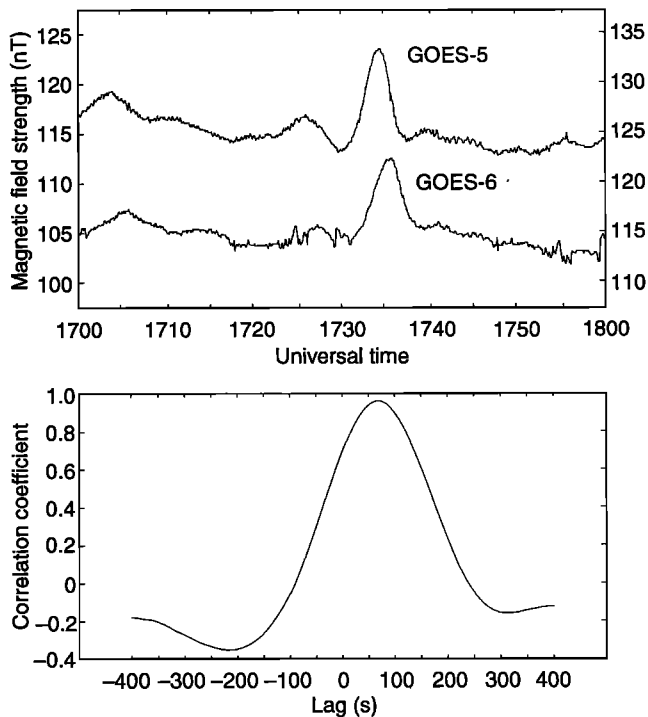 Magnetic field strength (nT)
125
120
115
110
105
100
135
130
125
120
115
110
GOES-5
GOES-6
1700 1710 1720 1730 1740 1750 1800
Universal time
Correlation coefficient
1.0
0.8
0.6
0.4
0.2
0
−0.2
−0.4
−400 −300 −200 −100 0 100 200 300 400
Lag (s)